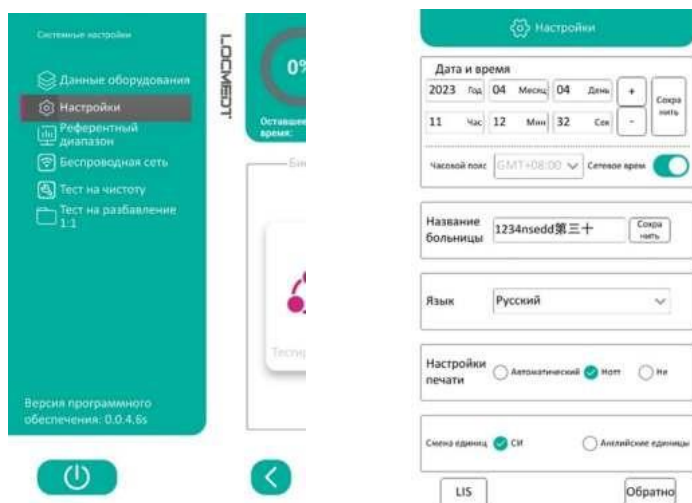 Системные настройки
Данные оборудования
Настройки
Референтный
диапазон
Беспроводная сеть
Тест на чистоту
Тест на разбавление
1:1
Версия программного
обеспечения: 0.0.4.6s
LOCMEDT
0%
Оставшееся
время:
Настройки
Дата и время
2023 Год 04 Месяц 04 День + Сохра
нить
11 Час 12 Мин 32 Сек -
Часовой пояс GMT+08:00 Сетевое врем
Название
больницы
1234nsedd第三十
Сохра
нить
Язык Русский
Настройки
печати
Автоматический Нотт Не
Смена единиц СИ Английские единицы
LIS Обратно